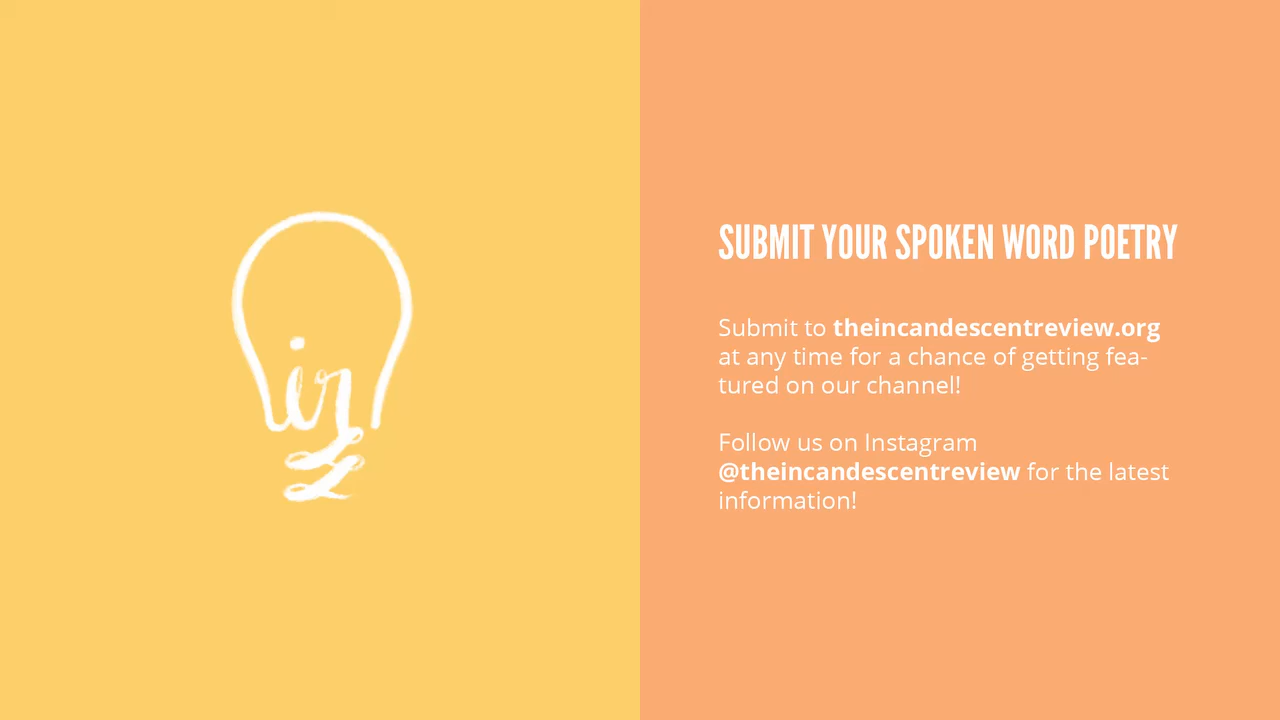 ir
SUBMIT YOUR SPOKEN WORD POETRY
Submit to theincandescentreview.org
at any time for a chance of getting fea-
tured on our channel!
Follow us on Instagram
@theincandescentreview for the latest
information!